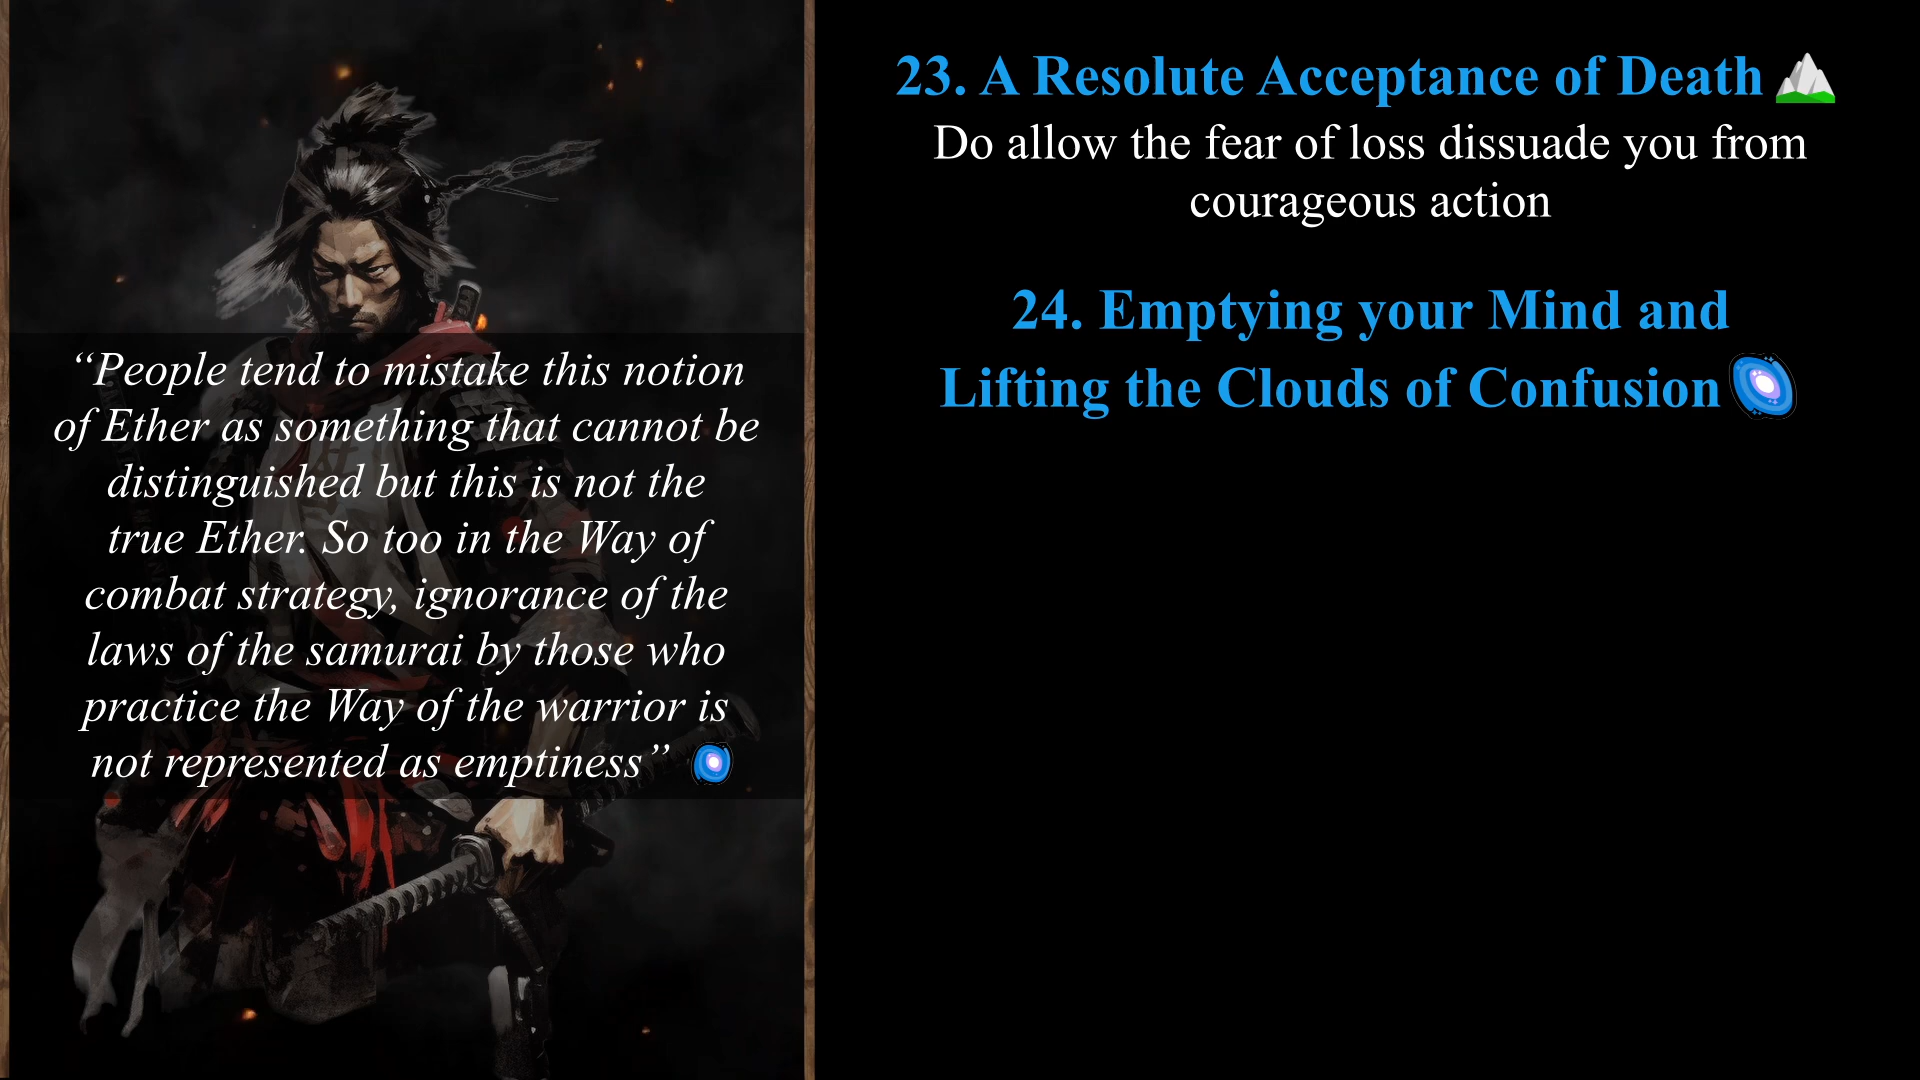 “People tend to mistake this notion
of Ether as something that cannot be
distinguished but this is not the
true Ether. So too in the Way of
combat strategy, ignorance of the
laws of the samurai by those who
practice the Way of the warrior is
not represented as emptiness”
23. A Resolute Acceptance of Death
Do allow the fear of loss dissuade you from
courageous action
24. Emptying your Mind and
Lifting the Clouds of Confusion